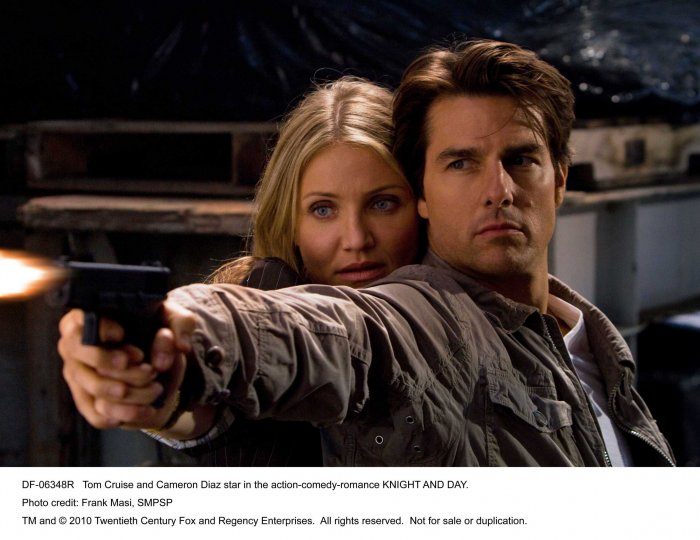 DF-06348R   Tom Cruise and Cameron Diaz star in the action-comedy-romance KNIGHT AND DAY.
Photo credit: Frank Masi, SMPSP
TM and © 2010 Twentieth Century Fox and Regency Enterprises.  All rights reserved.  Not for sale or duplication.